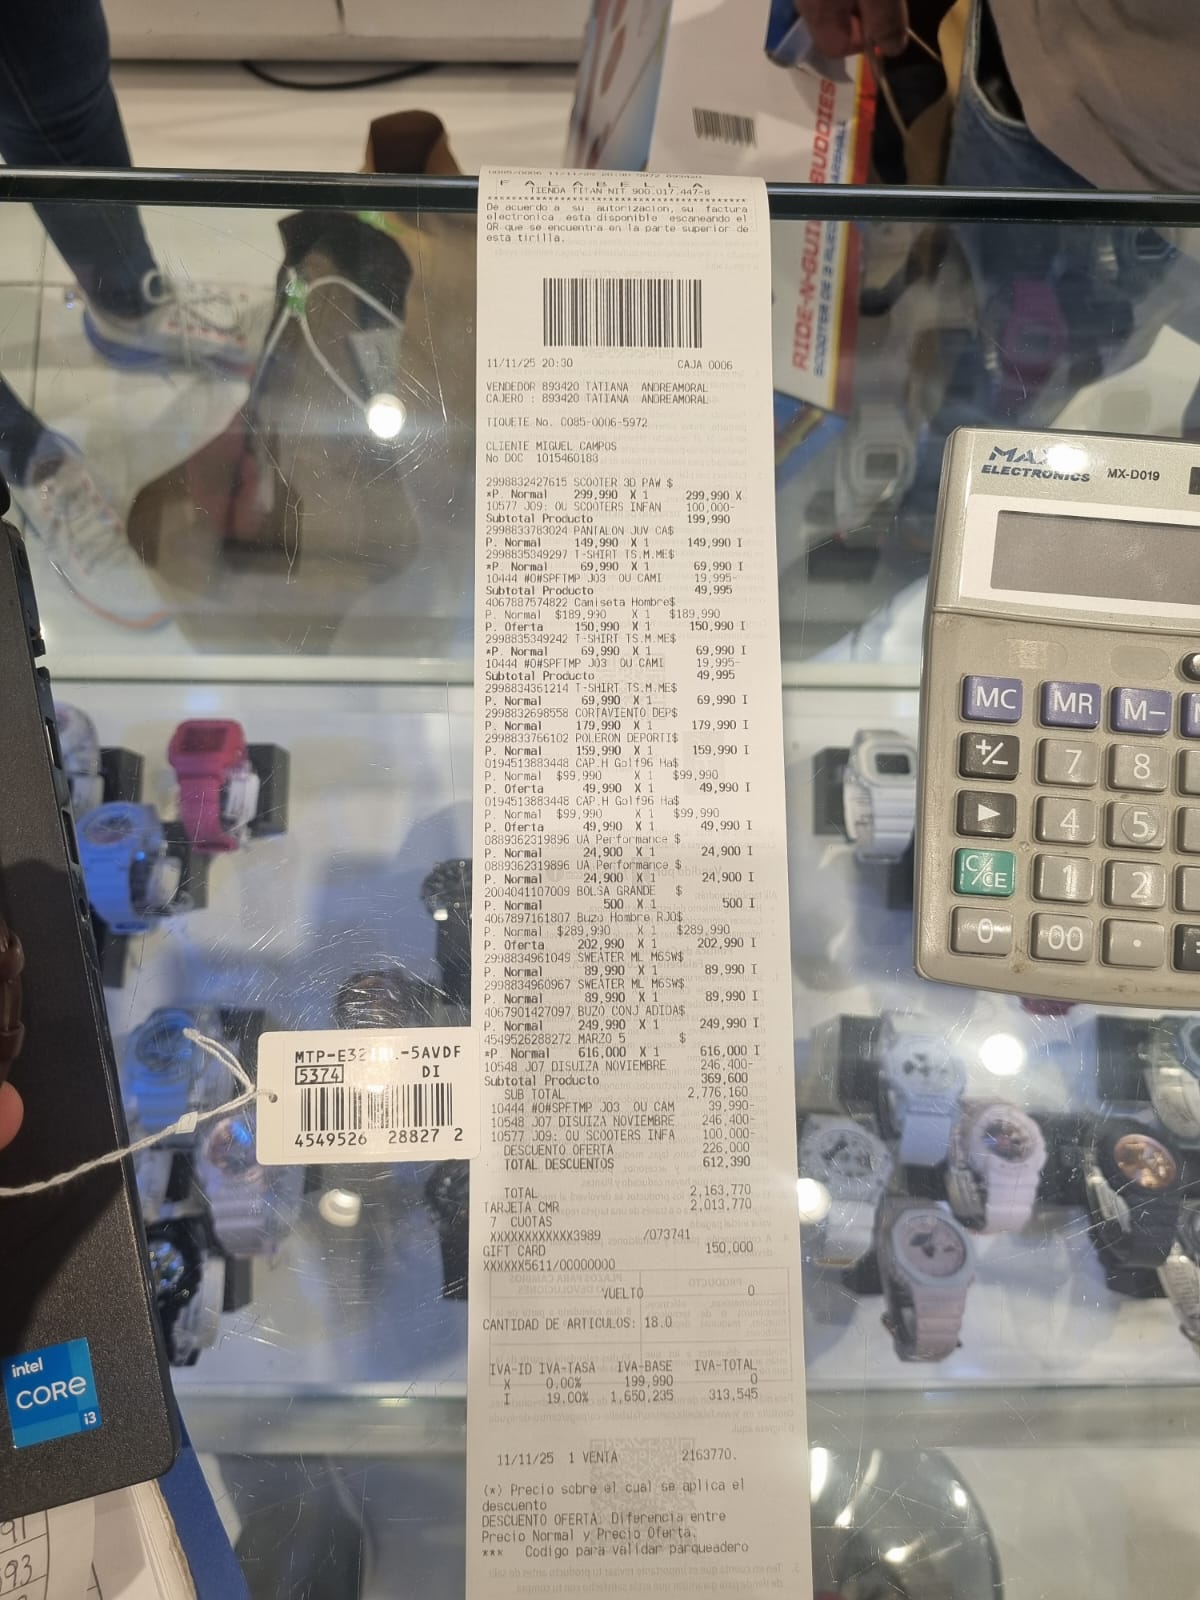 F A L A B E L L A
TIENDA TITAN NIT 900.017.447-8
De acuerdo a su autorizacion, su factura
electronica esta disponible escaneando el
QR que se encuentra en la parte superior de
esta tirilla.
11/11/25 20:30 CAJA 0006
VENDEDOR 893420 TATIANA ANDREAMORAL
CAJERO : 893420 TATIANA ANDREAMORAL
TIQUETE No. 0085-0006-5972
CLIENTE MIGUEL CAMPUS
No DOC 1015460183
2998832427615 SCOOTER 3D PAW $
*P. Normal 299,990 X 1 299,990 X
10577 J09: OU SCOOTERS INFAN 100,000-
Subtotal Producto 199,990
2998833783024 PANTALON JUV CA$
P. Normal 149,990 X 1 149,990 I
2998835349297 T-SHIRT TS.M.ME$
*P. Normal 69,990 X 1 69,990 I
10444 #O#SPFTMP J03 OU CAMI 19,995-
Subtotal Producto 49,995
4067887574822 Camiseta Hombre$
P. Normal $189,990 X 1 $189,990
P. Oferta 150,990 X 1 150,990 I
2998835349242 T-SHIRT TS.M.ME$
*P. Normal 69,990 X 1 69,990 I
10444 #O#SPFTMP J03 OU CAMI 19,995-
Subtotal Producto 49,995
2998834361214 T-SHIRT TS.M.ME$
P. Normal 69,990 X 1 69,990 I
2998832698558 CORTAVIENTO DEP$
P. Normal 179,990 X 1 179,990 I
2998833766102 POLERON DEPORTI$
P. Normal 159,990 X 1 159,990 I
0194513883448 CAP.H Golf96 Ha$
P. Normal $99,990 X 1 $99,990
P. Oferta 49,990 X 1 49,990 I
0194513883448 CAP.H Golf96 Ha$
P. Normal $99,990 X 1 $99,990
P. Oferta 49,990 X 1 49,990 I
0889362319896 UA Performance $
P. Normal 24,900 X 1 24,900 I
0889362319896 UA Performance $
P. Normal 24,900 X 1 24,900 I
2004041107009 BOLSA GRANDE $
P. Normal 500 X 1 500 I
4067897161807 Buzo Hombre RJO$
P. Normal $289,990 X 1 $289,990
P. Oferta 202,990 X 1 202,990 I
2998834961049 SWEATER ML M6SW$
P. Normal 89,990 X 1 89,990 I
2998834960967 SWEATER ML M6SW$
P. Normal 89,990 X 1 89,990 I
4067901427097 BUZO CONJ ADIDA$
P. Normal 249,990 X 1 249,990 I
4549526288272 MARZO 5 $
*P Normal 616,000 X 1 616,000 I
10548 J07 DISUIZA NOVIEMBRE 246,400-
Subtotal Producto 369,600
SUB TOTAL 2,776,160
10444 #O#SPFTMP J03 OU CAM 39,990-
10548 J07 DISUIZA NOVIEMBRE 246,400-
10577 J09: OU SCOOTERS INFA 100,000-
DESCUENTO OFERTA 226,000
TOTAL DESCUENTOS 612,390
TOTAL 2,163,770
TARJETA CMR 2,013,770
7 CUOTAS
XXXXXXXXXXXX3989 /073741
GIFT CARD 150,000
XXXXXX5611/00000000
VUELTO 0
CANTIDAD DE ARTICULOS: 18.0
IVA-ID IVA-TASA IVA-BASE IVA-TOTAL
X 0.00% 199,990 0
I 19.00% 1,650,235 313,545
11/11/25 1 VENTA 2163770.
(*) Precio sobre el cual se aplica el
descuento
DESCUENTO OFERTA: Diferencia entre
Precio Normal y Precio Oferta.
*** Codigo para validar parqueadero
-5AVDF
5374 DI
4549526 28827 2
intel
CORE
i3
RIDE-N-
BUDDIES
MARSHALL
ELECTRONICS MX-D019
MC MR M-
+/- 7 8
▶ 4 5
IC/CE 1 2
0 00 .